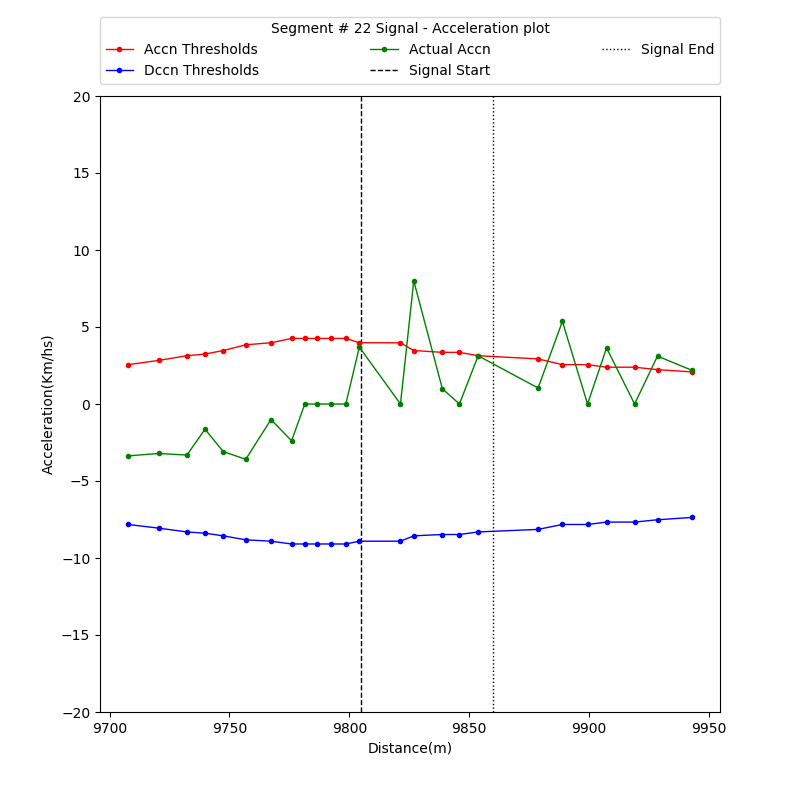 Segment # 22 Signal - Acceleration plot
Accn Thresholds Actual Accn Signal End
Dccn Thresholds Signal Start
20
15
10
5
0
−5
−10
−15
−20
Acceleration(Km/hs)
9700 9750 9800 9850 9900 9950
Distance(m)